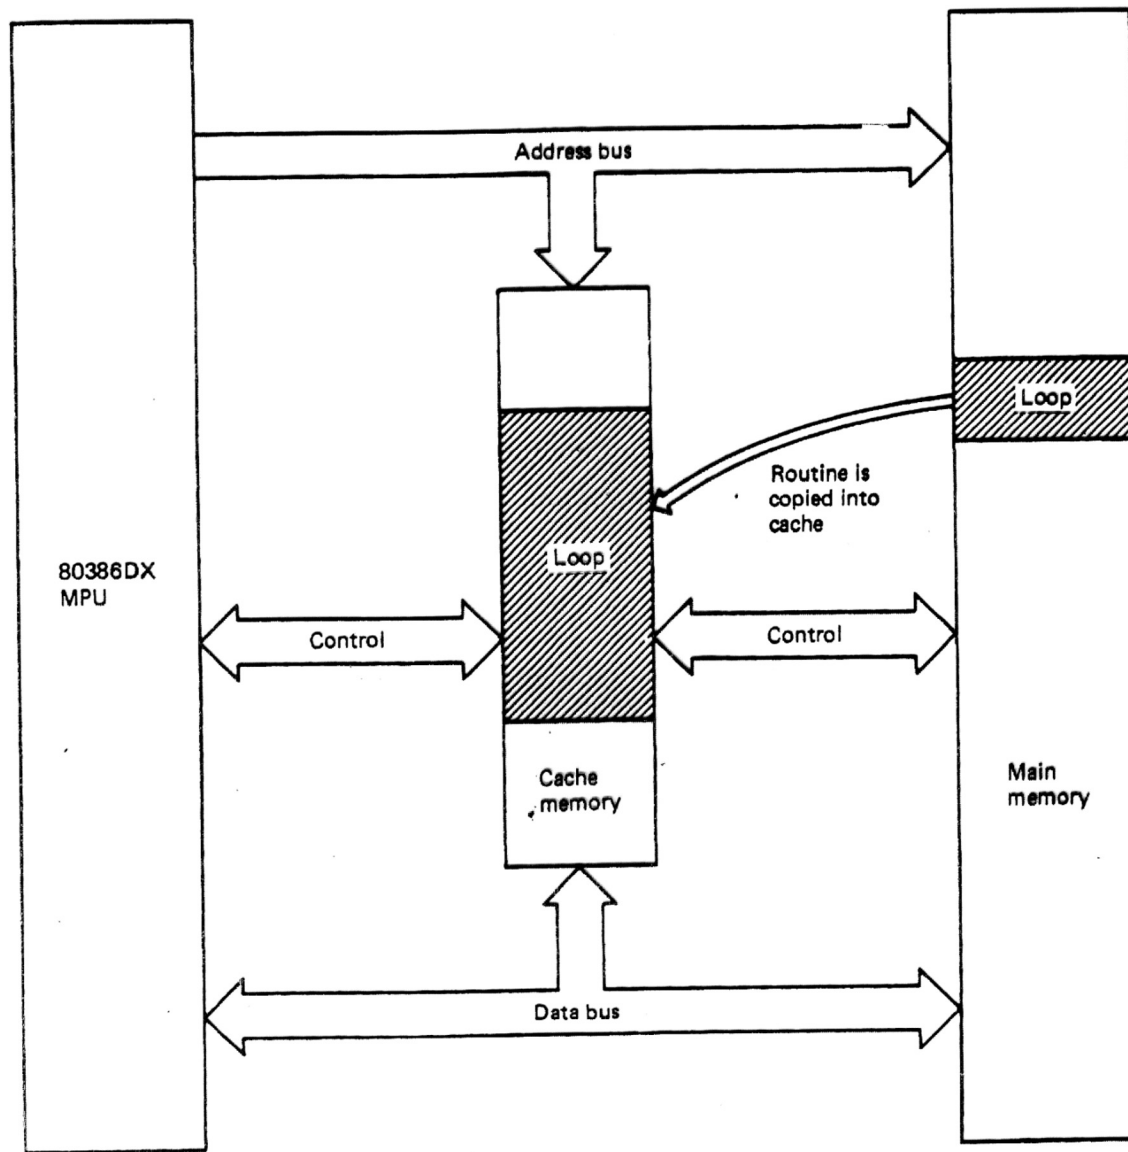 Address bus
Loop
Routine is
copied into
cache
Loop
80386DX
MPU
Control
Control
Cache
memory
Main
memory
Data bus